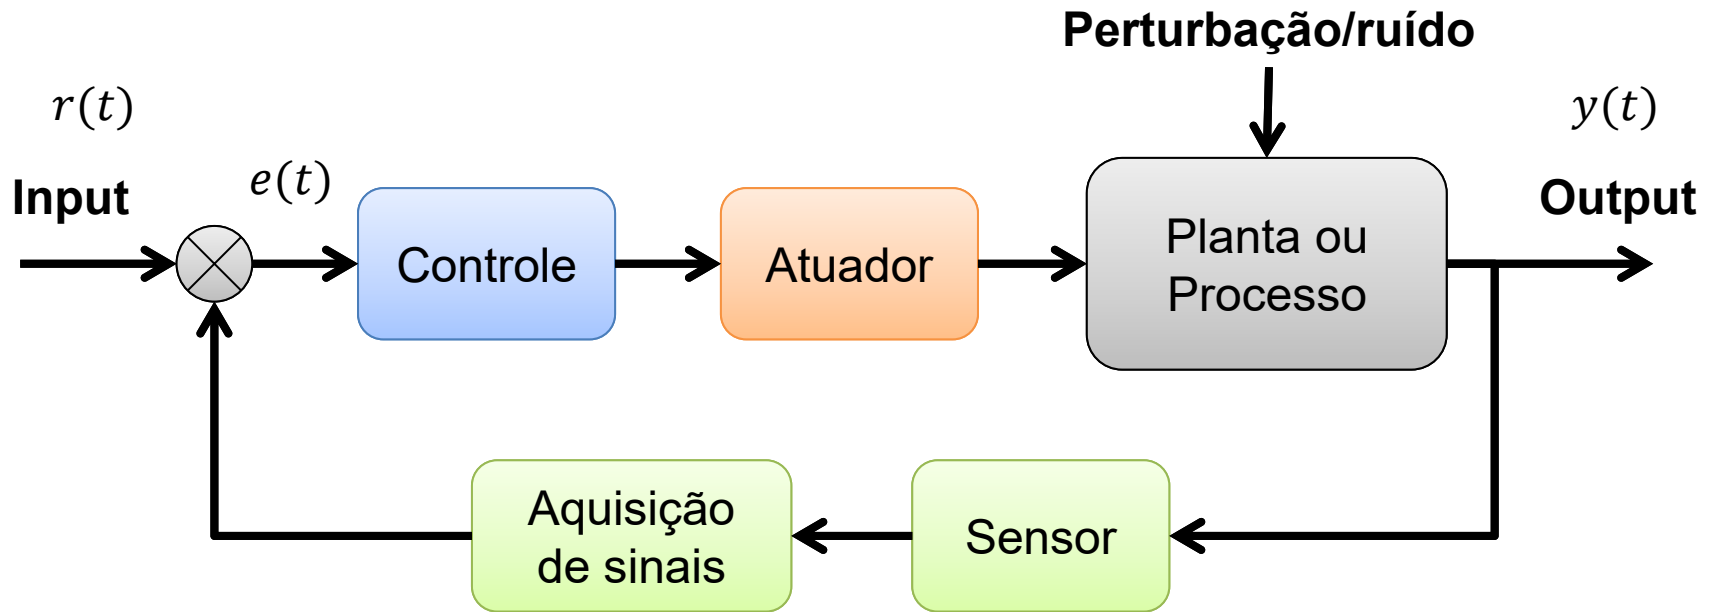 Perturbação/ruído
r(t)
y(t)
Input
e(t)
Output
Controle
Atuador
Planta ou
Processo
Aquisição
de sinais
Sensor